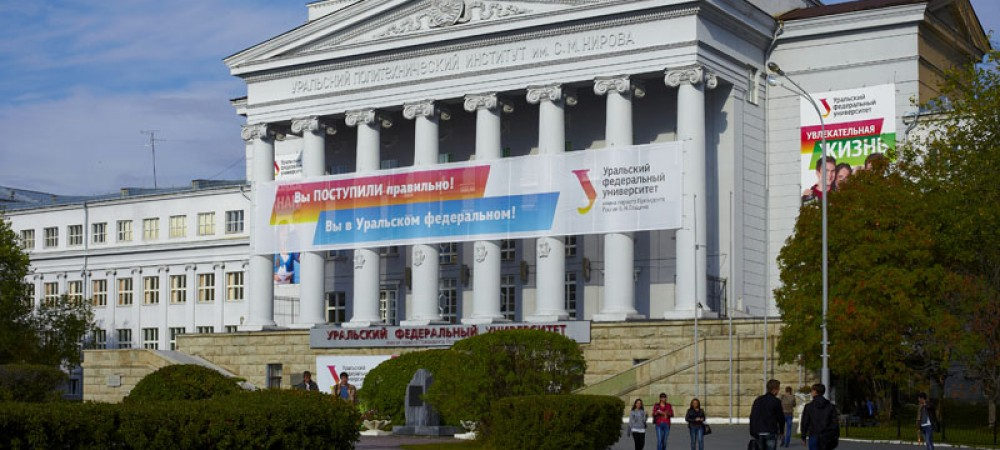 УРАЛЬСКИЙ ПОЛИТЕХНИЧЕСКИЙ ИНСТИТУТ ИМ. С.М.КИРОВА
Вы ПОСТУПИЛИ правильно!
Вы в Уральском федеральном!
Уральский
федеральный
университет
имени первого Президента
России Б.Н.Ельцина
Уральский
федеральный
университет
УВЛЕКАТЕЛЬНАЯ
ЖИЗНЬ
УРАЛЬСКИЙ ФЕДЕРАЛЬНЫЙ УНИВЕРСИТЕТ